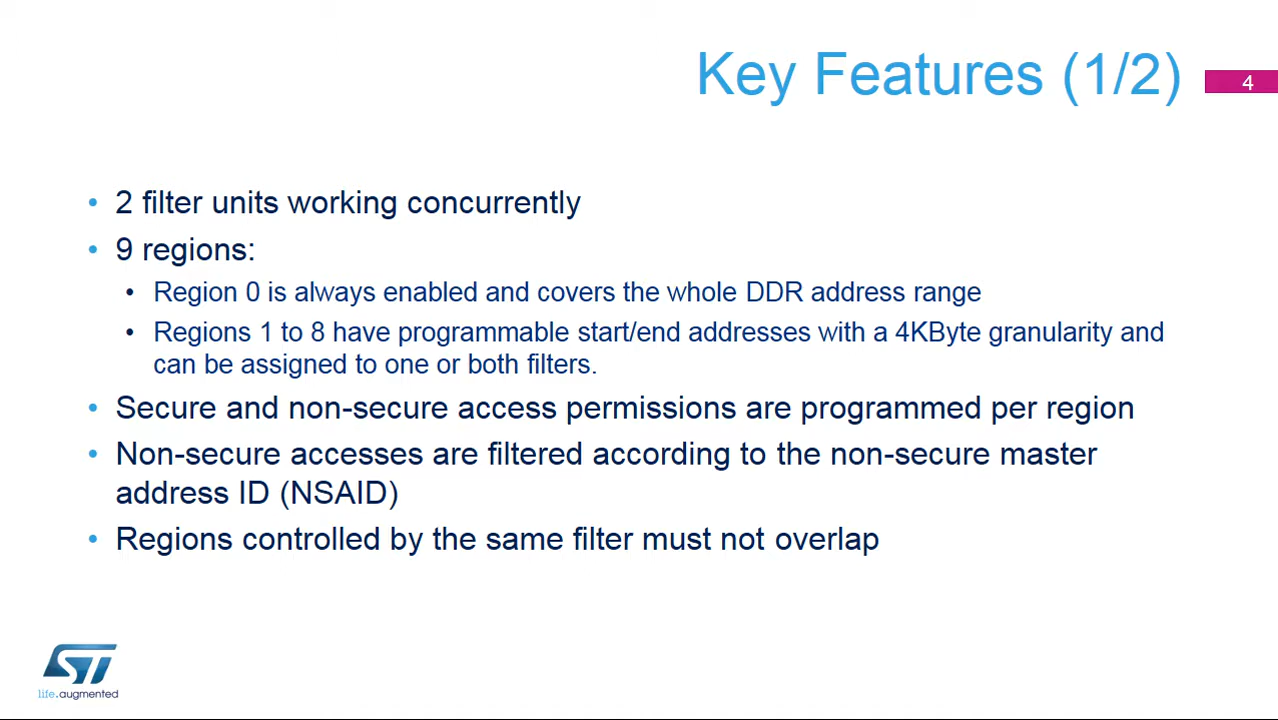 Key Features (1/2)
4
• 2 filter units working concurrently
• 9 regions:
• Region 0 is always enabled and covers the whole DDR address range
• Regions 1 to 8 have programmable start/end addresses with a 4KByte granularity and
can be assigned to one or both filters.
• Secure and non-secure access permissions are programmed per region
• Non-secure accesses are filtered according to the non-secure master
address ID (NSAID)
• Regions controlled by the same filter must not overlap
ST
life.augmented